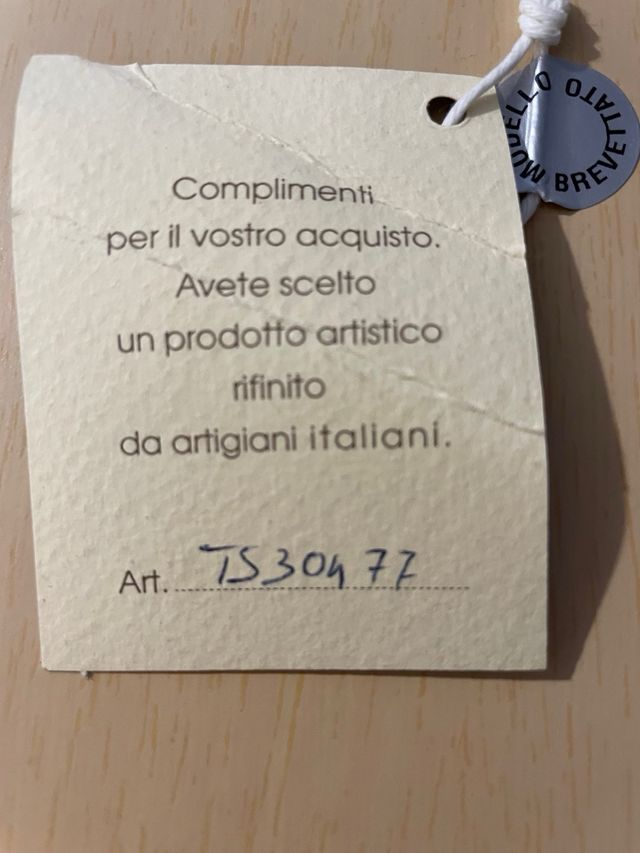 Complimenti
per il vostro acquisto.
Avete scelto
un prodotto artistico
rifinito
da artigiani italiani.
Art. TS30477
MODELLO BREVETTATO